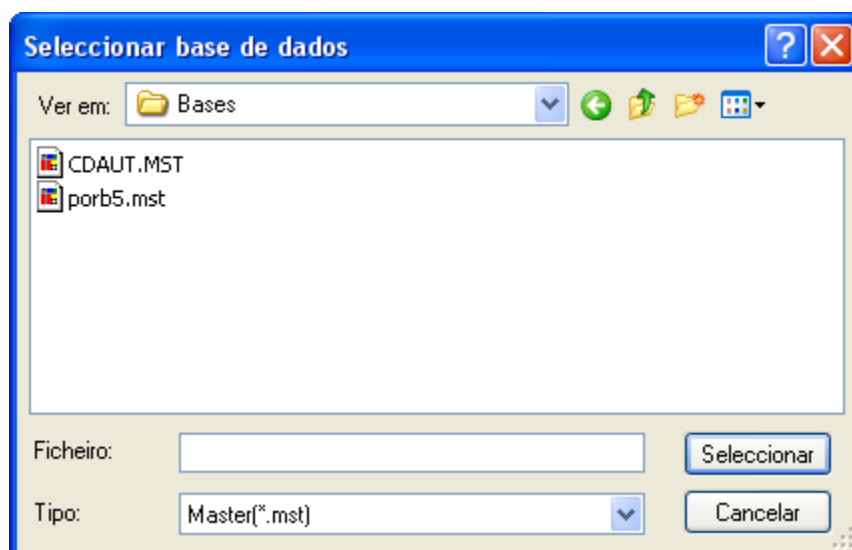 Seleccionar base de dados
Ver em: Bases
CDAUT.MST
porb5.mst
Ficheiro:
Seleccionar
Tipo: Master(*.mst)
Cancelar